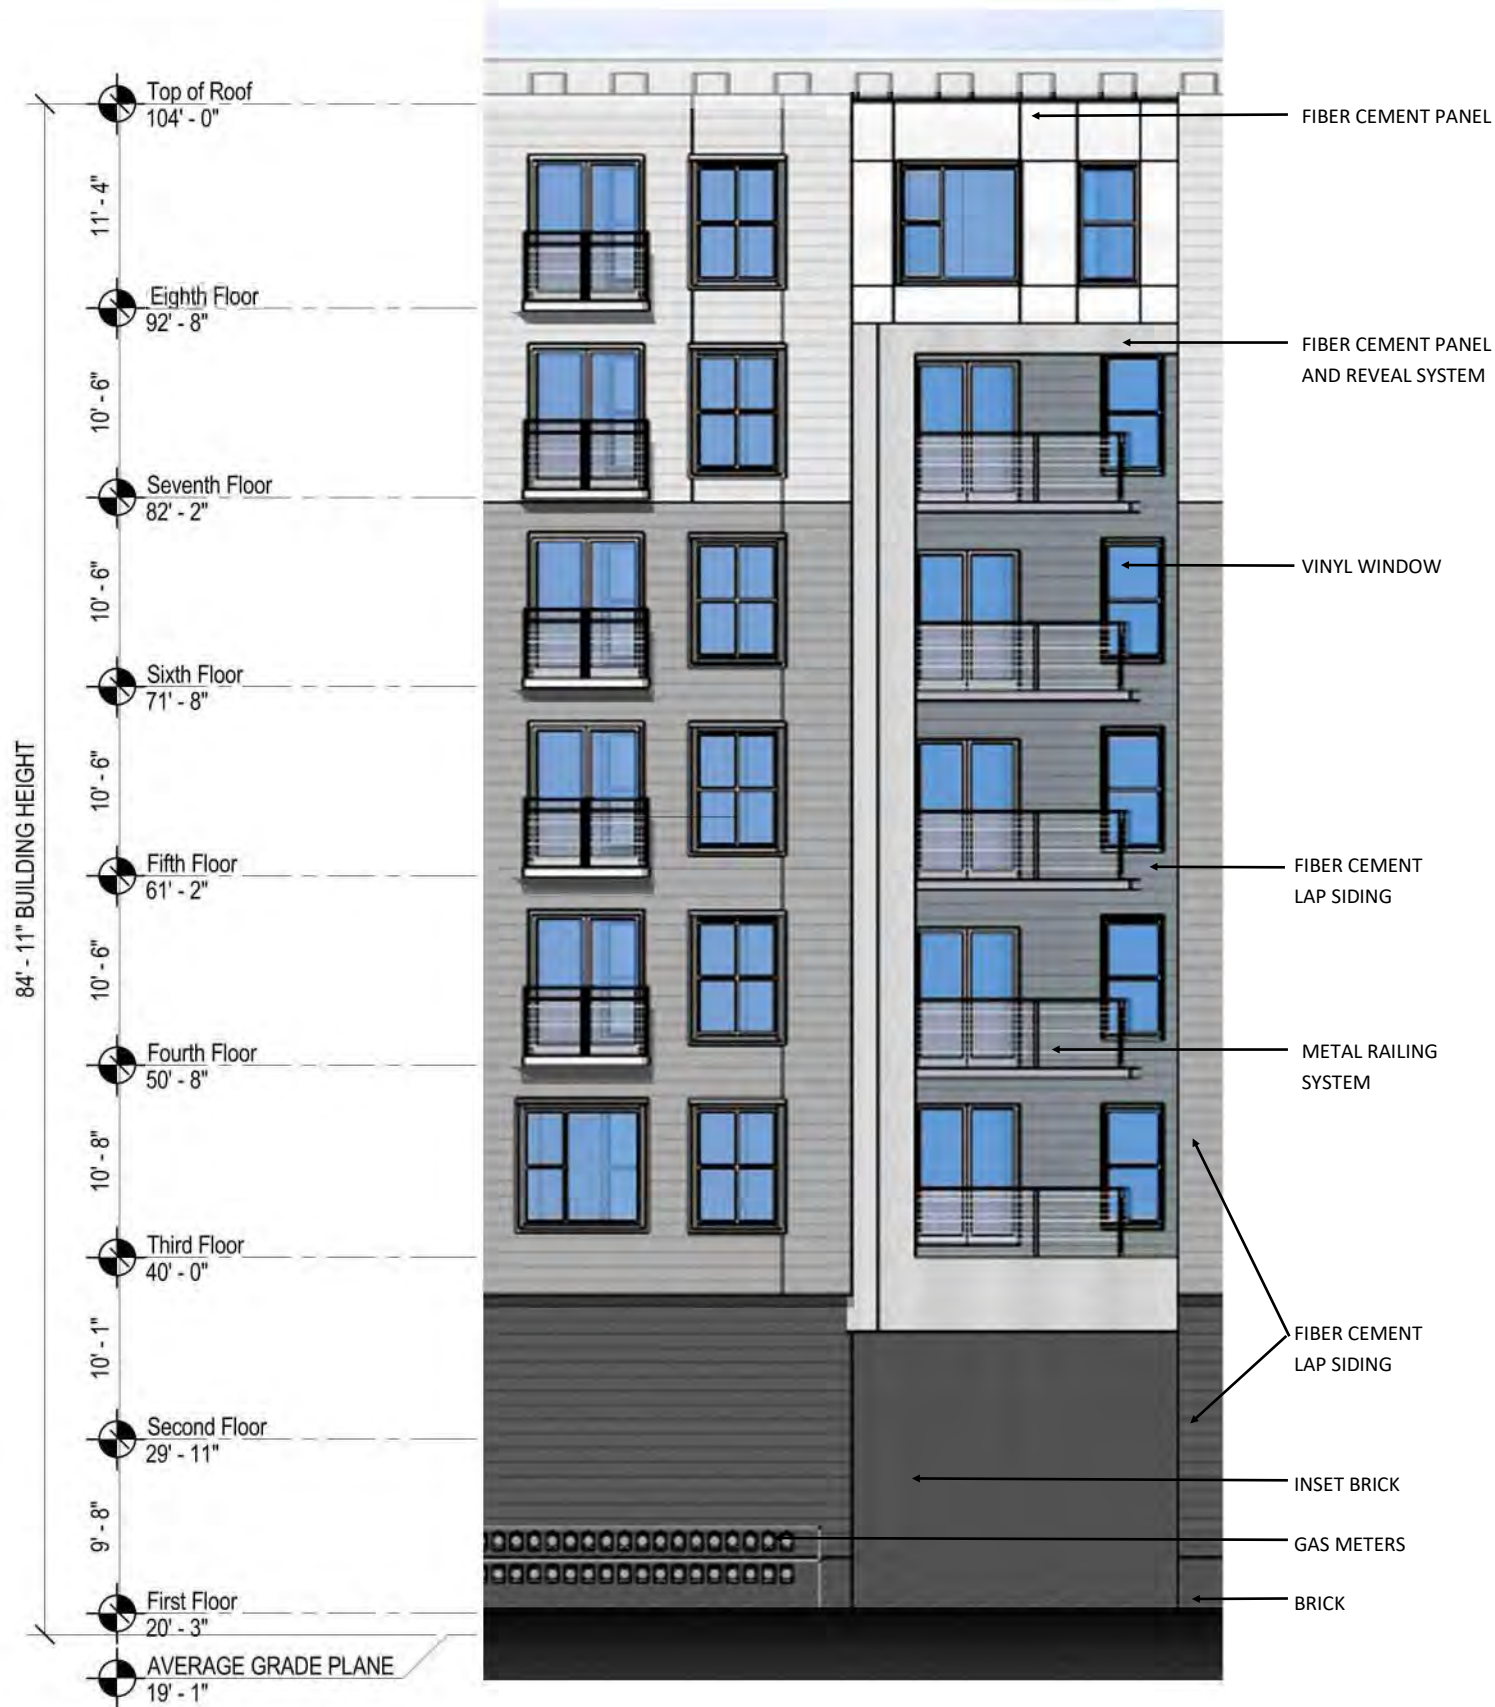 Top of Roof
104' - 0"
FIBER CEMENT PANEL
11' - 4"
Eighth Floor
92' - 8"
FIBER CEMENT PANEL
AND REVEAL SYSTEM
10' - 6"
Seventh Floor
82' - 2"
VINYL WINDOW
10' - 6"
Sixth Floor
71' - 8"
84' - 11" BUILDING HEIGHT
10' - 6"
Fifth Floor
61' - 2"
FIBER CEMENT
LAP SIDING
10' - 6"
Fourth Floor
50' - 8"
METAL RAILING
SYSTEM
10' - 8"
Third Floor
40' - 0"
FIBER CEMENT
LAP SIDING
10' - 1"
Second Floor
29' - 11"
INSET BRICK
9' - 8"
GAS METERS
First Floor
20' - 3"
BRICK
AVERAGE GRADE PLANE
19' - 1"